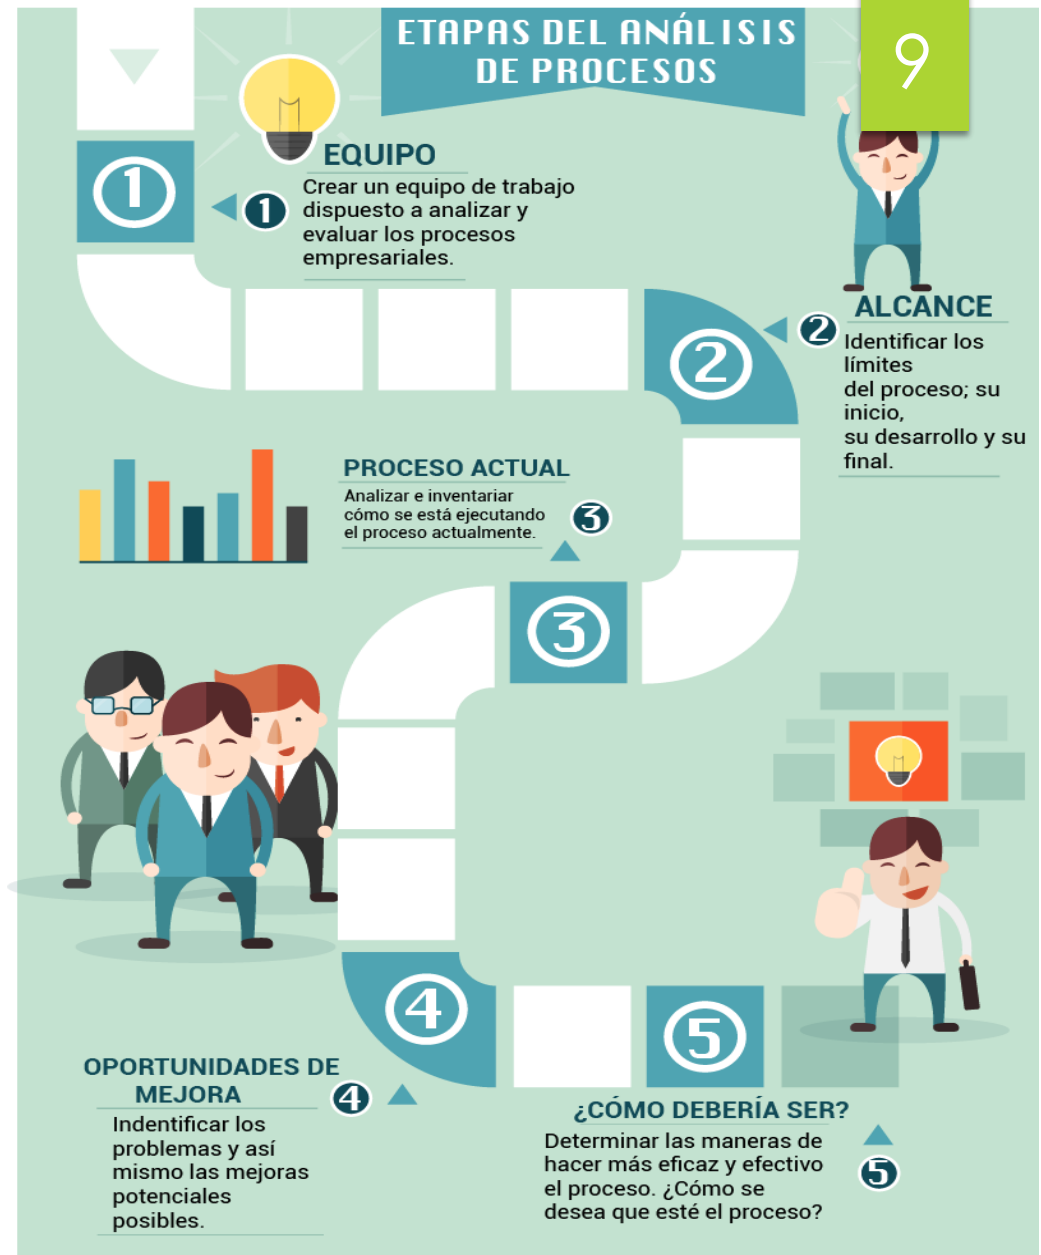 ETAPAS DEL ANÁLISIS
DE PROCESOS
9
1
EQUIPO
1
Crear un equipo de trabajo
dispuesto a analizar y
evaluar los procesos
empresariales.
2
ALCANCE
2
Identificar los
límites
del proceso; su
inicio,
su desarrollo y su
final.
PROCESO ACTUAL
Analizar e inventariar
cómo se está ejecutando
el proceso actualmente.
3
3
4
5
OPORTUNIDADES DE
MEJORA
4
Indentificar los
problemas y así
mismo las mejoras
potenciales
posibles.
¿CÓMO DEBERÍA SER?
Determinar las maneras de
hacer más eficaz y efectivo
el proceso. ¿Cómo se
desea que esté el proceso?
5